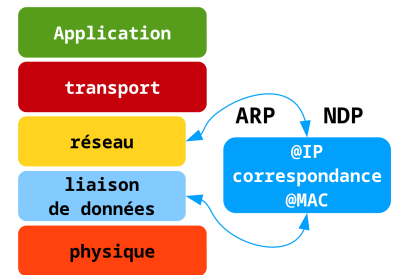 Application
transport
réseau
liaison
de données
physique
ARP NDP
@IP
correspondance
@MAC